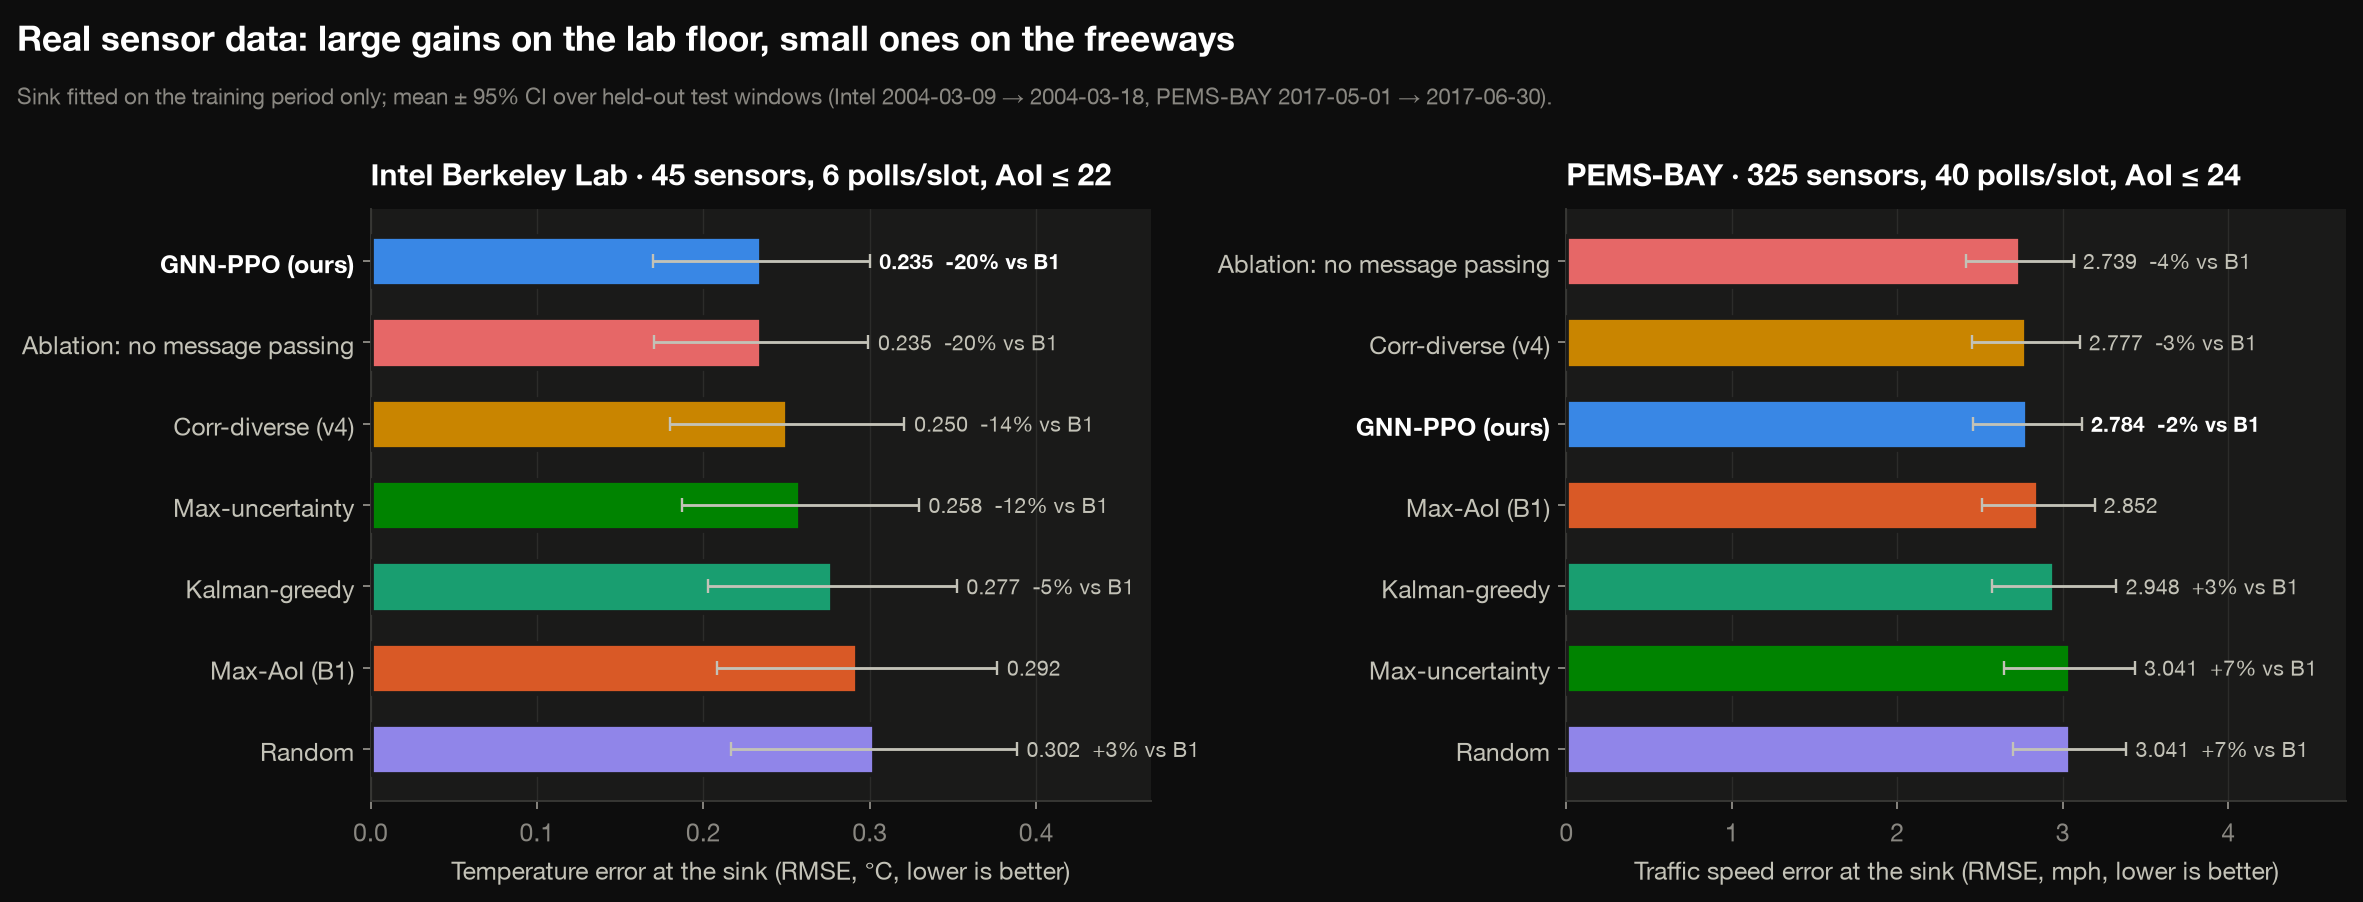 Real sensor data: large gains on the lab floor, small ones on the freeways
Sink fitted on the training period only; mean ± 95% CI over held-out test windows (Intel 2004-03-09 → 2004-03-18, PEMS-BAY 2017-05-01 → 2017-06-30).
Intel Berkeley Lab · 45 sensors, 6 polls/slot, AoI ≤ 22
GNN-PPO (ours) 0.235 -20% vs B1
Ablation: no message passing 0.235 -20% vs B1
Corr-diverse (v4) 0.250 -14% vs B1
Max-uncertainty 0.258 -12% vs B1
Kalman-greedy 0.277 -5% vs B1
Max-AoI (B1) 0.292
Random 0.302 +3% vs B1
0.0 0.1 0.2 0.3 0.4
Temperature error at the sink (RMSE, °C, lower is better)
PEMS-BAY · 325 sensors, 40 polls/slot, AoI ≤ 24
Ablation: no message passing 2.739 -4% vs B1
Corr-diverse (v4) 2.777 -3% vs B1
GNN-PPO (ours) 2.784 -2% vs B1
Max-AoI (B1) 2.852
Kalman-greedy 2.948 +3% vs B1
Max-uncertainty 3.041 +7% vs B1
Random 3.041 +7% vs B1
0 1 2 3 4
Traffic speed error at the sink (RMSE, mph, lower is better)